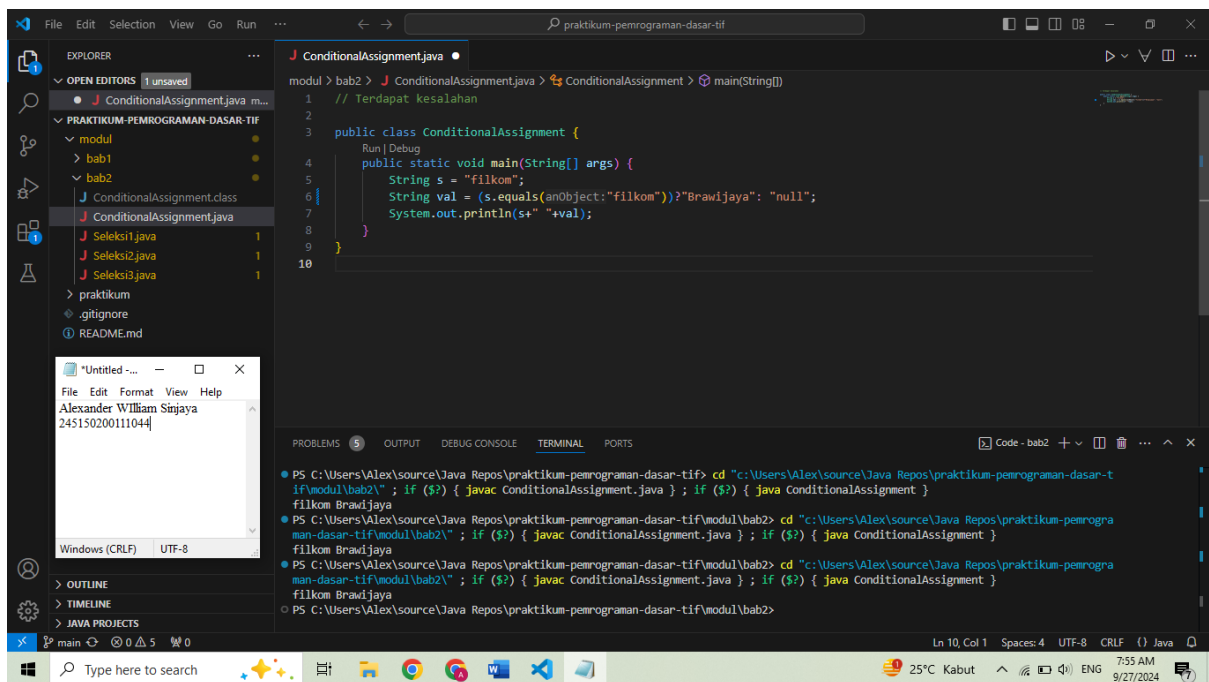 File Edit Selection View Go Run ···
praktikum-pemrograman-dasar-tif
EXPLORER
OPEN EDITORS 1 unsaved
ConditionalAssignment.java m...
PRAKTIKUM-PEMROGRAMAN-DASAR-TIF
modul
bab1
bab2
ConditionalAssignment.class
ConditionalAssignment.java
Seleksi1.java 1
Seleksi2.java 1
Seleksi3.java 1
praktikum
.gitignore
README.md
OUTLINE
TIMELINE
JAVA PROJECTS
*Untitled -...
File Edit Format View Help
Alexander WIlliam Sinjaya
245150200111044
Windows (CRLF) UTF-8
ConditionalAssignment.java
modul > bab2 > J ConditionalAssignment.java > ConditionalAssignment > main(String[])
1 // Terdapat kesalahan
2
3 public class ConditionalAssignment {
Run | Debug
4 public static void main(String[] args) {
5 String s = "filkom";
6 String val = (s.equals(anObject:"filkom"))?"Brawijaya": "null";
7 System.out.println(s+" "+val);
8 }
9 }
10
PROBLEMS 5 OUTPUT DEBUG CONSOLE TERMINAL PORTS
Code - bab2
PS C:\Users\Alex\source\Java Repos\praktikum-pemrograman-dasar-tif> cd "c:\Users\Alex\source\Java Repos\praktikum-pemrograman-dasar-t
if\modul\bab2\" ; if ($?) { javac ConditionalAssignment.java } ; if ($?) { java ConditionalAssignment }
filkom Brawijaya
PS C:\Users\Alex\source\Java Repos\praktikum-pemrograman-dasar-tif\modul\bab2> cd "c:\Users\Alex\source\Java Repos\praktikum-pemrogra
man-dasar-tif\modul\bab2\" ; if ($?) { javac ConditionalAssignment.java } ; if ($?) { java ConditionalAssignment }
filkom Brawijaya
PS C:\Users\Alex\source\Java Repos\praktikum-pemrograman-dasar-tif\modul\bab2> cd "c:\Users\Alex\source\Java Repos\praktikum-pemrogra
man-dasar-tif\modul\bab2\" ; if ($?) { javac ConditionalAssignment.java } ; if ($?) { java ConditionalAssignment }
filkom Brawijaya
PS C:\Users\Alex\source\Java Repos\praktikum-pemrograman-dasar-tif\modul\bab2>
main 0 5 0
Ln 10, Col 1 Spaces: 4 UTF-8 CRLF {} Java
Type here to search
25°C Kabut ENG 7:55 AM
9/27/2024